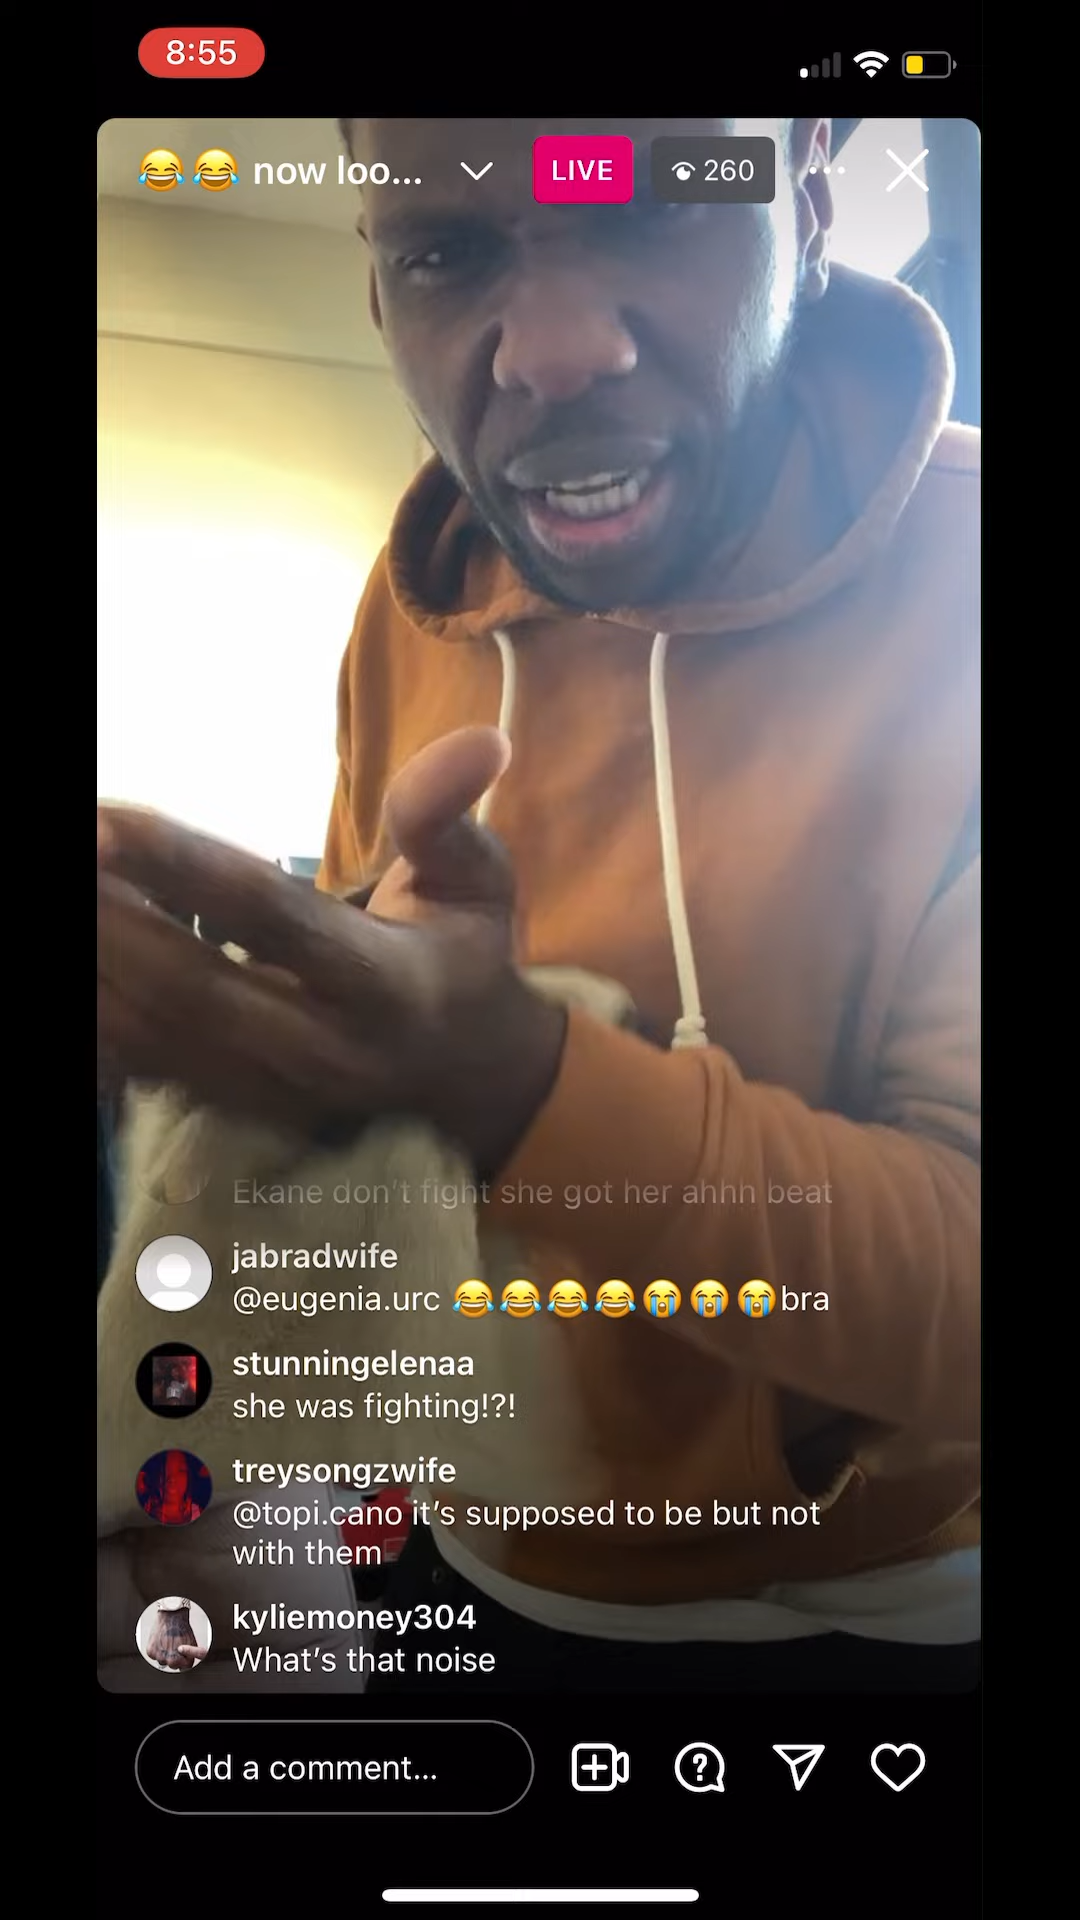 8:55
😂😂 now loo...
LIVE
260
Ekane don't fight she got her ahhh beat
jabradwife
@eugenia.urc 😂😂😂😂😭😭😭bra
stunningelenaa
she was fighting!?!
treysongzwife
@topi.cano it's supposed to be but not
with them
kyliemoney304
What's that noise
Add a comment...